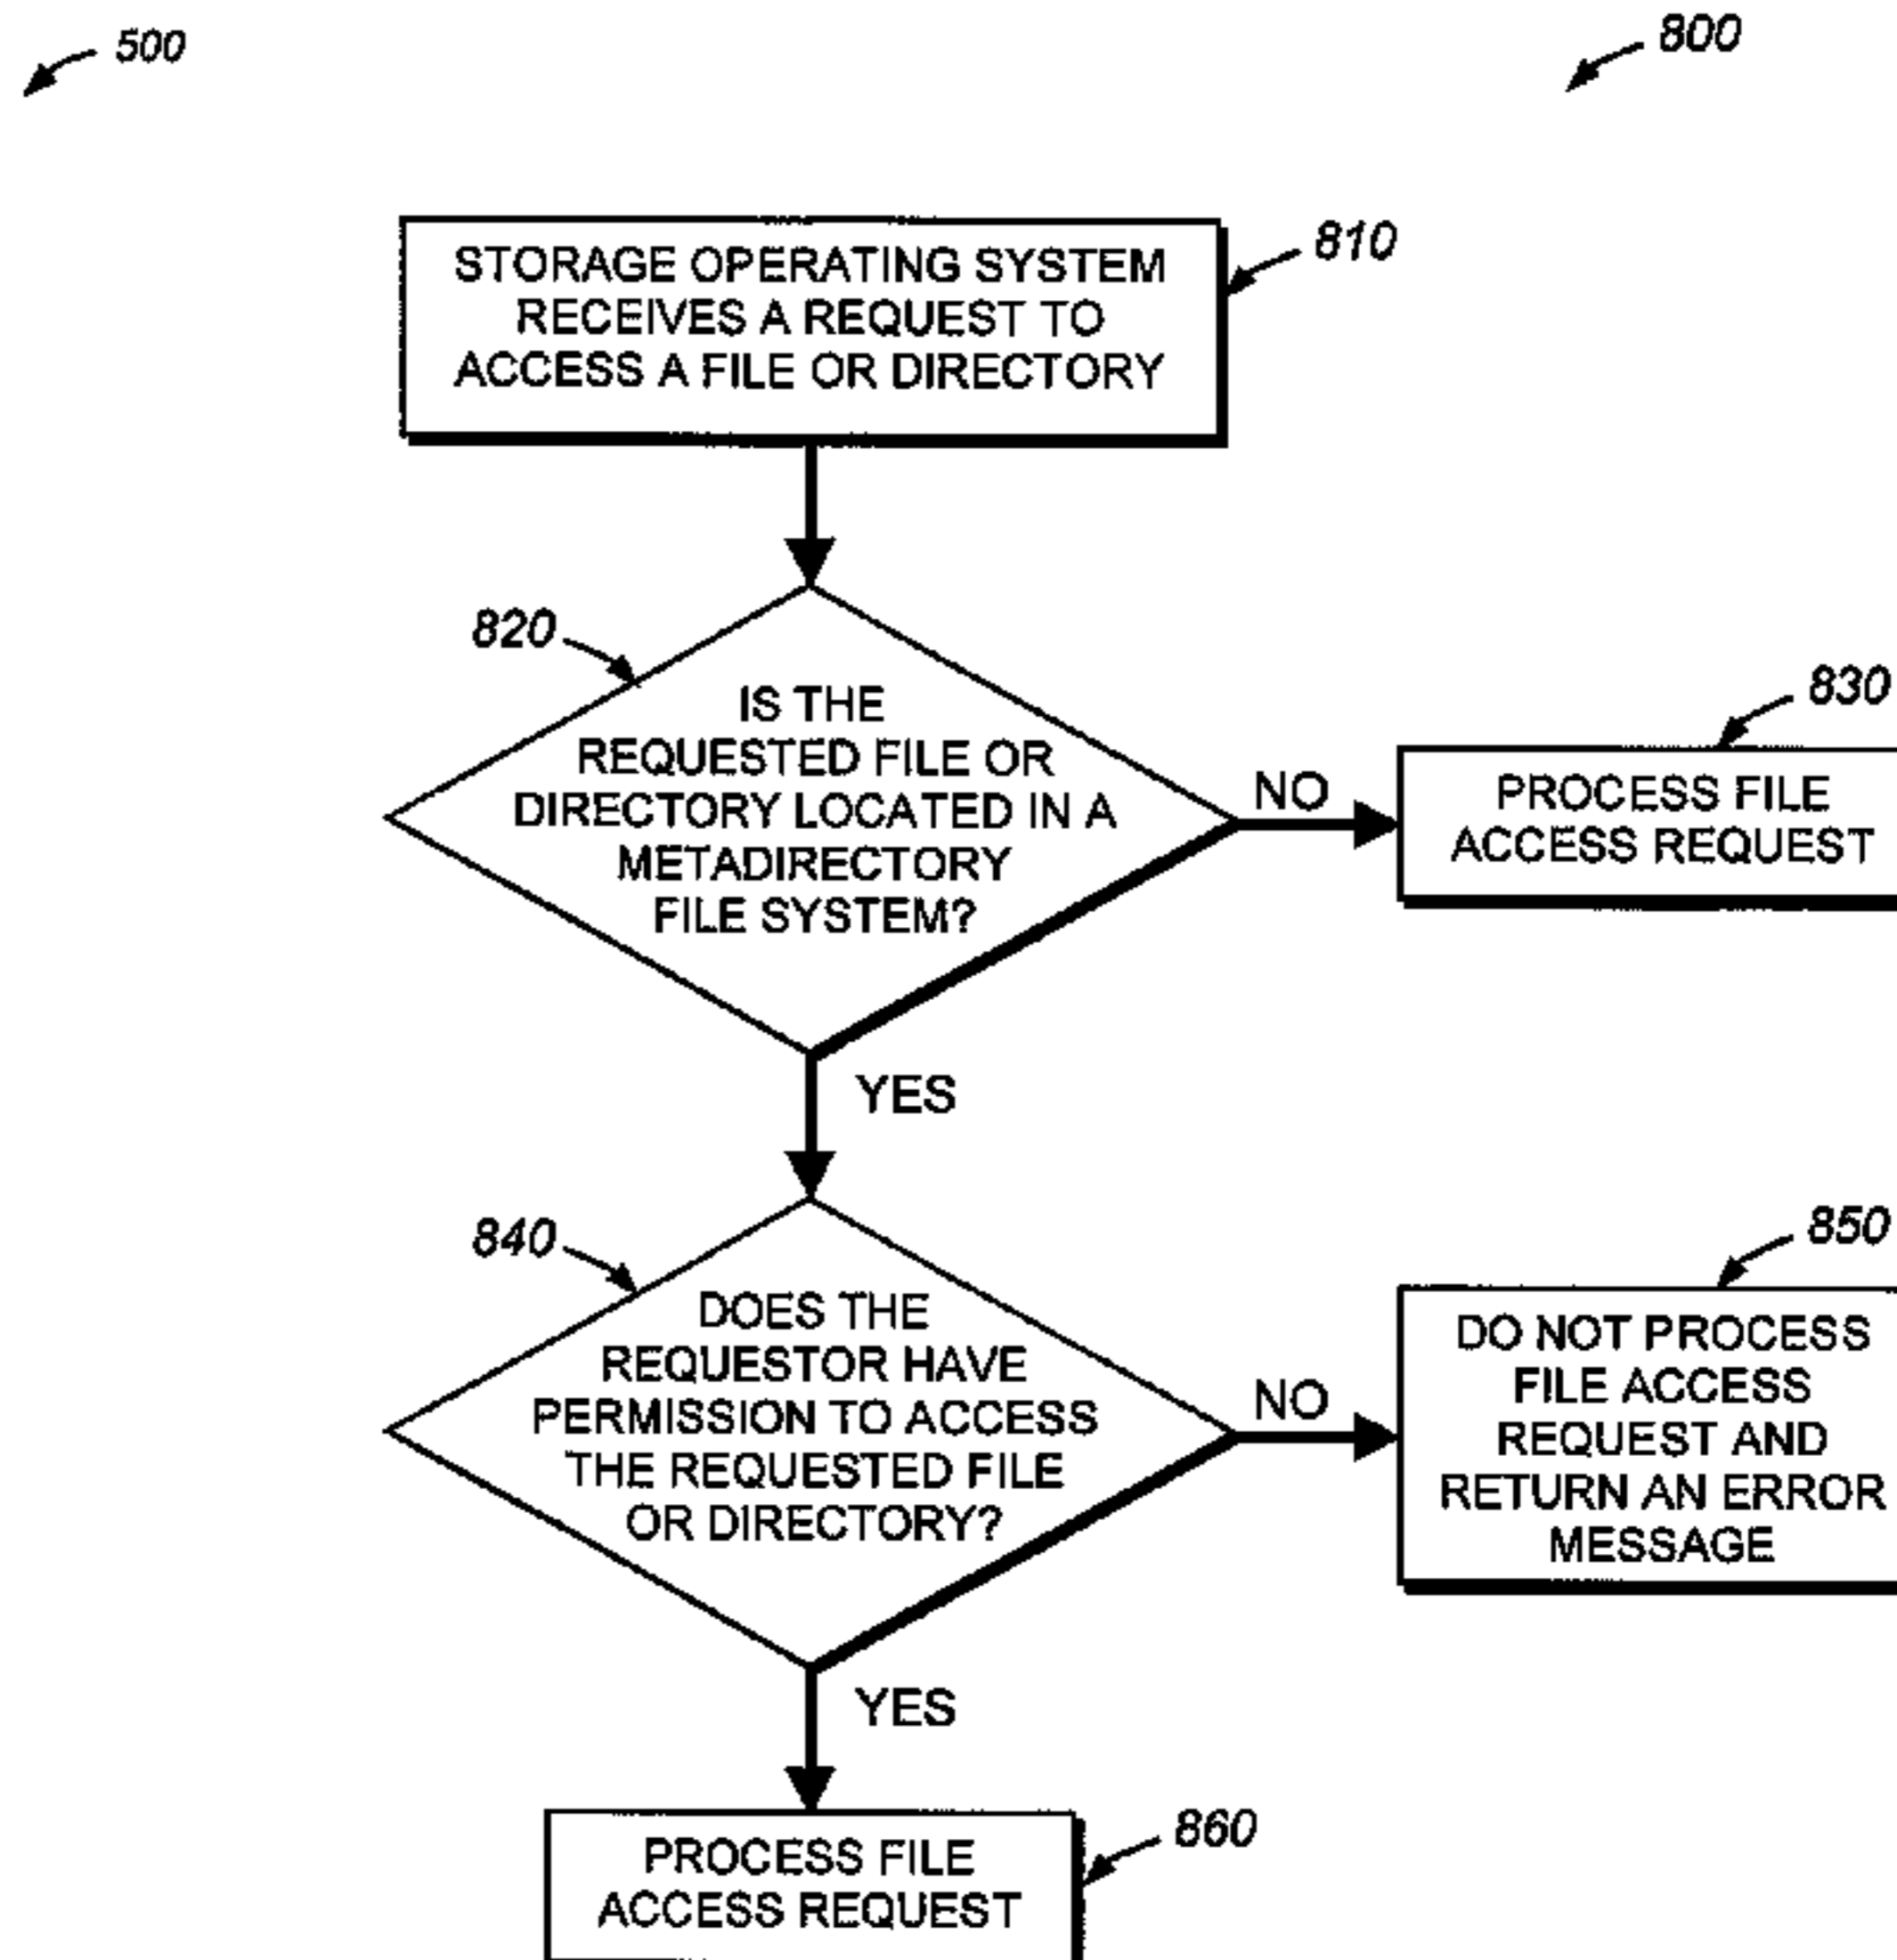 500
800
STORAGE OPERATING SYSTEM
RECEIVES A REQUEST TO
ACCESS A FILE OR DIRECTORY
810
820
IS THE
REQUESTED FILE OR
DIRECTORY LOCATED IN A
METADIRECTORY
FILE SYSTEM?
NO
830
PROCESS FILE
ACCESS REQUEST
YES
840
DOES THE
REQUESTOR HAVE
PERMISSION TO ACCESS
THE REQUESTED FILE
OR DIRECTORY?
NO
850
DO NOT PROCESS
FILE ACCESS
REQUEST AND
RETURN AN ERROR
MESSAGE
YES
860
PROCESS FILE
ACCESS REQUEST